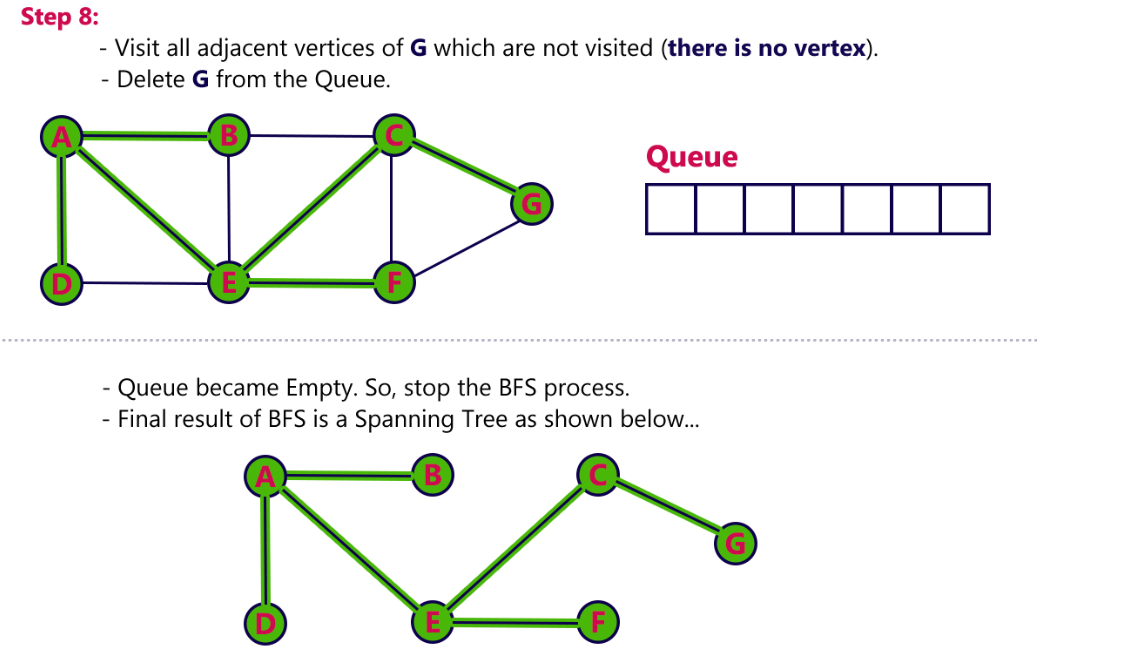 Step 8:
- Visit all adjacent vertices of G which are not visited (there is no vertex).
- Delete G from the Queue.
A B C
Queue
G
D E F
- Queue became Empty. So, stop the BFS process.
- Final result of BFS is a Spanning Tree as shown below...
A B C
G
D E F